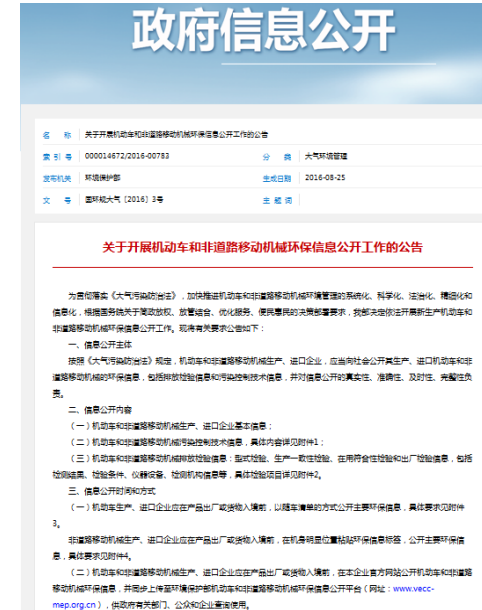 政府信息公开
名 称 关于开展机动车和非道路移动机械环保信息公开工作的公告
索 引 号 000014672/2016-00783 分 类 大气环境管理
发布机关 环境保护部 生成日期 2016-08-25
文 号 国环规大气[2016] 3号 主 题 词
关于开展机动车和非道路移动机械环保信息公开工作的公告
为贯彻落实《大气污染防治法》，加快推进机动车和非道路移动机械环境管理的系统化、科学化、法治化、精细化和
信息化，根据国务院关于简政放权、放管结合、优化服务、便民惠民的决策部署要求，我部决定依法开展新生产机动车和
非道路移动机械环保信息公开工作。现将有关要求公告如下：
一、信息公开主体
按照《大气污染防治法》规定，机动车和非道路移动机械生产、进口企业，应当向社会公开其生产、进口机动车和非
道路移动机械的环保信息，包括排放检验信息和污染控制技术信息，并对信息公开的真实性、准确性、及时性、完整性负
责。
二、信息公开内容
（一）机动车和非道路移动机械生产、进口企业基本信息；
（二）机动车和非道路移动机械污染控制技术信息，具体内容详见附件1；
（三）机动车和非道路移动机械排放检验信息：型式检验、生产一致性检验、在用符合性检验和出厂检验信息，包括
检测结果、检验条件、仪器设备、检测机构信息等，具体检验项目详见附件2。
三、信息公开时间和方式
（一）机动车生产、进口企业应在产品出厂或货物入境前，以随车清单的方式公开主要环保信息，具体要求见附件
3。
非道路移动机械生产、进口企业应在产品出厂或货物入境前，在机身明显位置粘贴环保信息标签，公开主要环保信
息，具体要求见附件4。
（二）机动车和非道路移动机械生产、进口企业应在产品出厂或货物入境前，在本企业官方网站公开机动车和非道路
移动机械环保信息，并同步上传至环境保护部机动车和非道路移动机械环保信息公开平台（网址：www.vecc-
mep.org.cn），供政府有关部门、公众和企业查询使用。